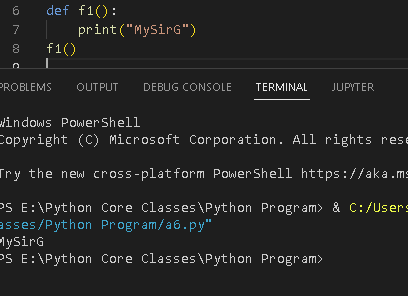 6 def f1():
7 print("MySirG")
8 f1()
9
PROBLEMS OUTPUT DEBUG CONSOLE TERMINAL JUPYTER
Windows PowerShell
Copyright (C) Microsoft Corporation. All rights rese
Try the new cross-platform PowerShell https://aka.ms
PS E:\Python Core Classes\Python Program> & C:/Users
asses/Python Program/a6.py"
MySirG
PS E:\Python Core Classes\Python Program>